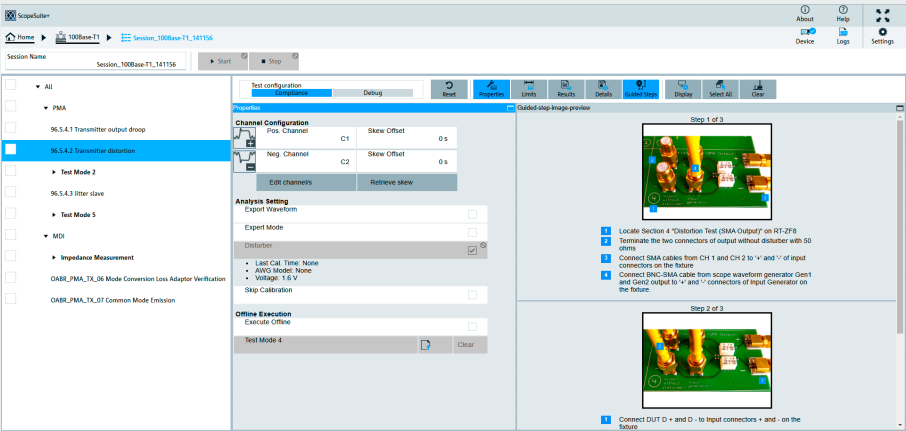 ScopeSuite+
About
Help
Home
100Base-T1
Session_100Base-T1_141156
Device
Logs
Settings
Session Name
Session_100Base-T1_141156
Start
Stop
All
PMA
96.5.4.1 Transmitter output droop
96.5.4.2 Transmitter distortion
Test Mode 2
96.5.4.3 Jitter slave
Test Mode 5
MDI
Impedance Measurement
OABR_PMA_TX_06 Mode Conversion Loss Adaptor Verification
OABR_PMA_TX_07 Common Mode Emission
Test configuration
Compliance
Debug
Reset
Properties
Limits
Results
Details
Guided Steps
Display
Select All
Clear
Properties
Channel Configuration
Pos. Channel
C1
Skew Offset
0 s
Neg. Channel
C2
Skew Offset
0 s
Edit channel/s
Retrieve skew
Analysis Setting
Export Waveform
Expert Mode
Disturber
• Last Cal. Time: None
• AWG Model: None
• Voltage: 1.6 V
Skip Calibration
Offline Execution
Execute Offline
Test Mode 4
Clear
Guided-step-image-preview
Step 1 of 3
1 Locate Section 4 "Distortion Test (SMA Output)" on RT-ZF8
2 Terminate the two connectors of output without disturber with 50
ohms
3 Connect SMA cables from CH 1 and CH 2 to '+' and '-' of input
connectors on the fixture
4 Connect BNC-SMA cable from scope waveform generator Gen1
and Gen2 output to '+' and '-' connectors of Input Generator on
the fixture.
Step 2 of 3
1 Connect DUT D + and D - to Input connectors + and - on the
fixture